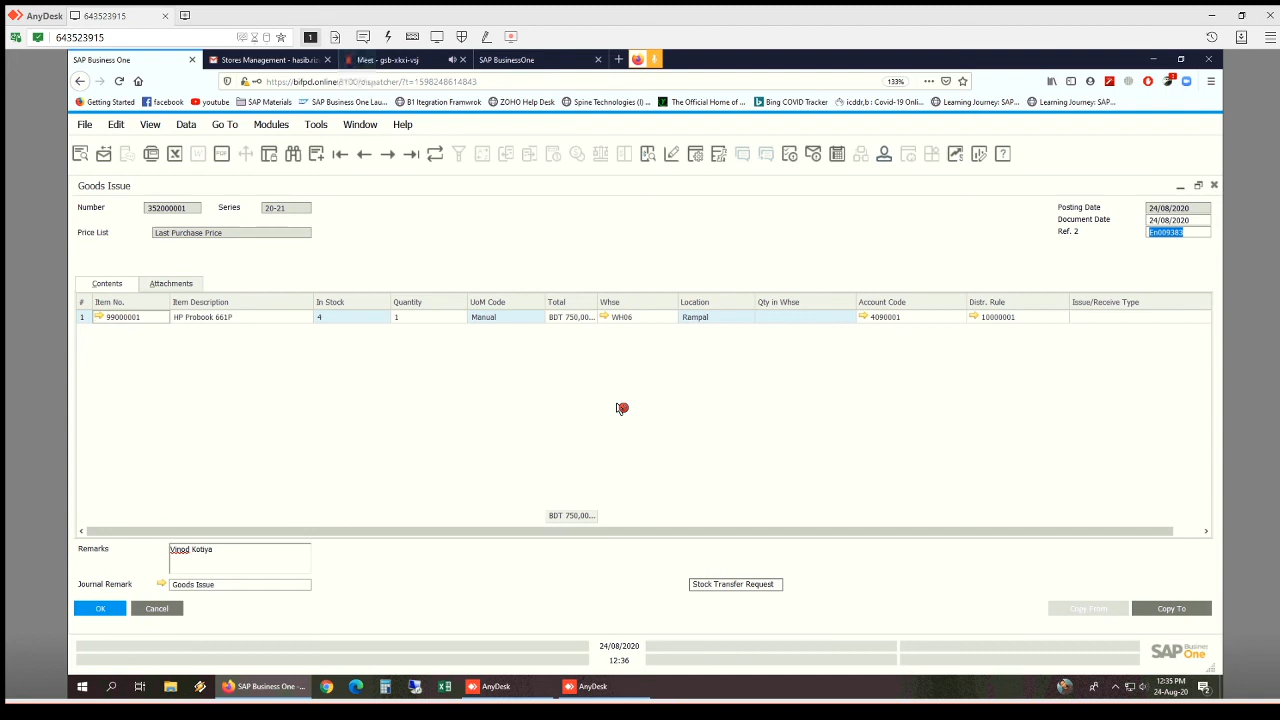 AnyDesk 643523915
643523915 1
SAP Business One Stores Management - hasib.ri Meet - gsb-xkxi-vsj SAP BusinessOne
https://bifpd.online:8100/dispatcher/?t=1598248614843 133%
Getting Started facebook youtube SAP Materials SAP Business One Lau... B1 ITegration Framwrok ZOHO Help Desk Spine Technologies (I)... The Official Home of ... Bing COVID Tracker icddr,b : Covid-19 Onli... Learning Journey: SAP... Learning Journey: SAP...
File Edit View Data Go To Modules Tools Window Help
Goods Issue
Number 352000001 Series 20-21 Posting Date 24/08/2020
Document Date 24/08/2020
Price List Last Purchase Price Ref. 2 En009383
Contents Attachments
# Item No. Item Description In Stock Quantity UoM Code Total Whse Location Qty in Whse Account Code Distr. Rule Issue/Receive Type
1 99000001 HP Probook 661P 4 1 Manual BDT 750,00... WH06 Rampal 4090001 10000001
BDT 750,00...
Remarks Vinod Kotiya
Journal Remark Goods Issue Stock Transfer Request
OK Cancel Copy From Copy To
24/08/2020
12:36
SAP Business One
SAP Business One -... AnyDesk AnyDesk 12:35 PM
24-Aug-20 2